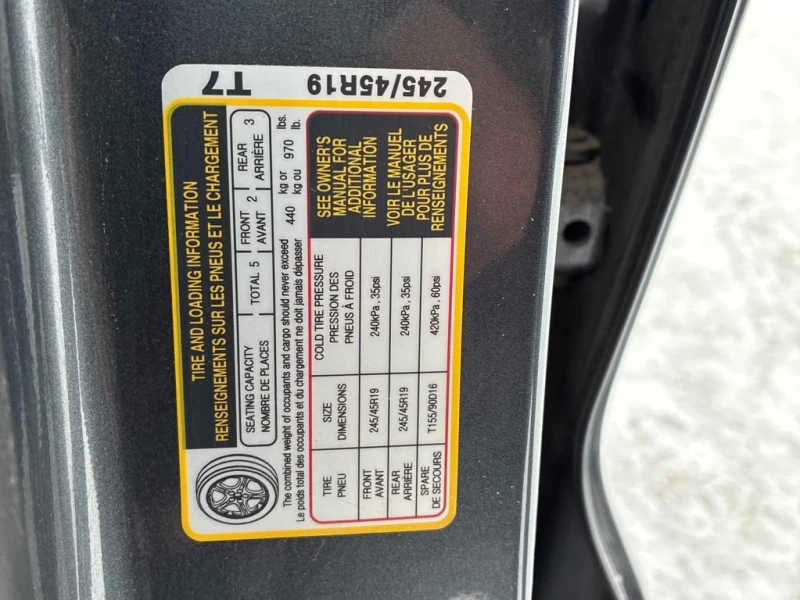 T7 245/45R19
TIRE AND LOADING INFORMATION
RENSEIGNEMENTS SUR LES PNEUS ET LE CHARGEMENT
SEATING CAPACITY
NOMBRE DE PLACES
TOTAL 5
FRONT
AVANT
2
REAR
ARRIÈRE
3
The combined weight of occupants and cargo should never exceed
Le poids total des occupants et du chargement ne doit jamais dépasser
440
kg or
kg ou
970
lbs.
lb.
TIRE
PNEU
SIZE
DIMENSIONS
COLD TIRE PRESSURE
PRESSION DES
PNEUS À FROID
FRONT
AVANT
245/45R19
240kPa , 35psi
REAR
ARRIÈRE
245/45R19
240kPa , 35psi
SPARE
DE SECOURS
T155/90D16
420kPa , 60psi
SEE OWNER'S
MANUAL FOR
ADDITIONAL
INFORMATION
VOIR LE MANUEL
DE L'USAGER
POUR PLUS DE
RENSEIGNEMENTS